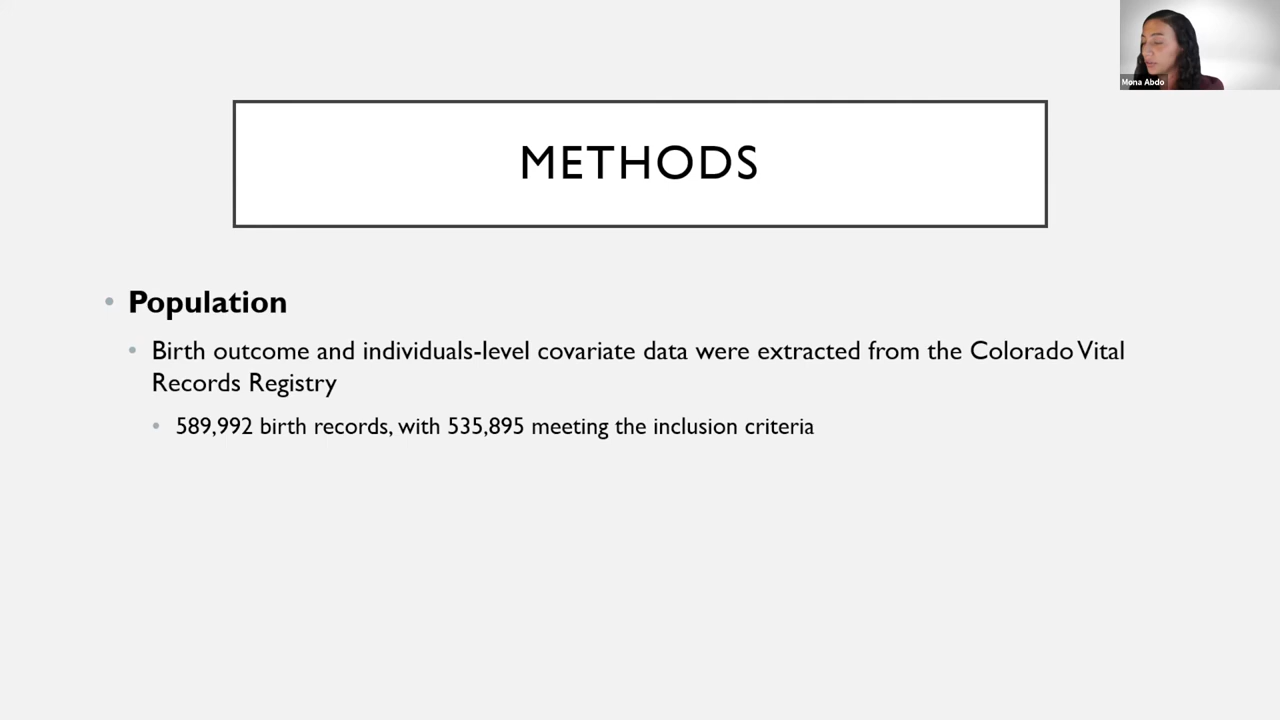 Mona Abdo
METHODS
• Population
• Birth outcome and individuals-level covariate data were extracted from the Colorado Vital
Records Registry
• 589,992 birth records, with 535,895 meeting the inclusion criteria